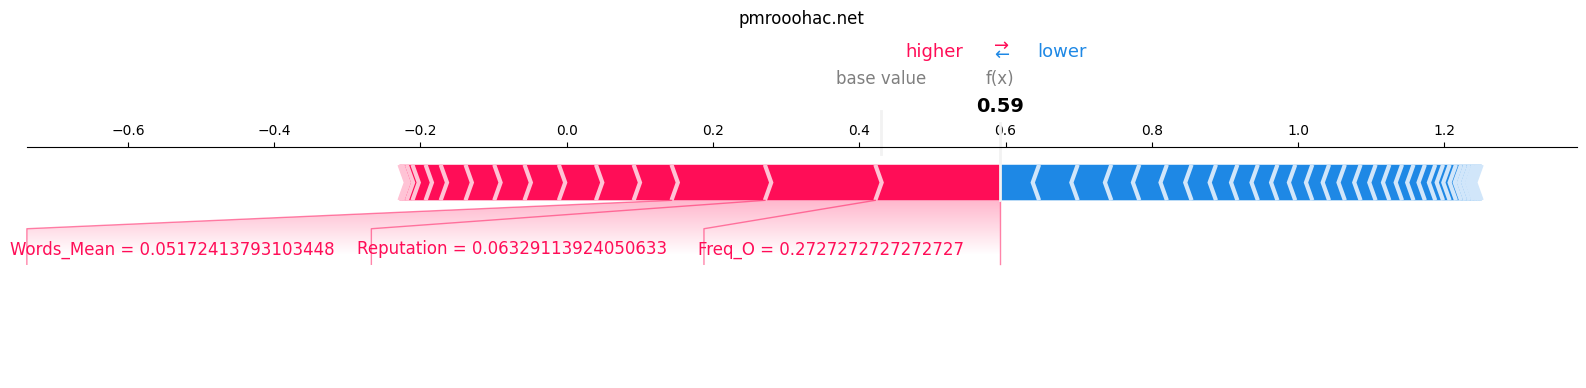 pmrooohac.net
higher ⇄ lower
base value f(x)
0.59
−0.6 −0.4 −0.2 0.0 0.2 0.4 0.6 0.8 1.0 1.2
Words_Mean = 0.05172413793103448 Reputation = 0.06329113924050633 Freq_O = 0.2727272727272727